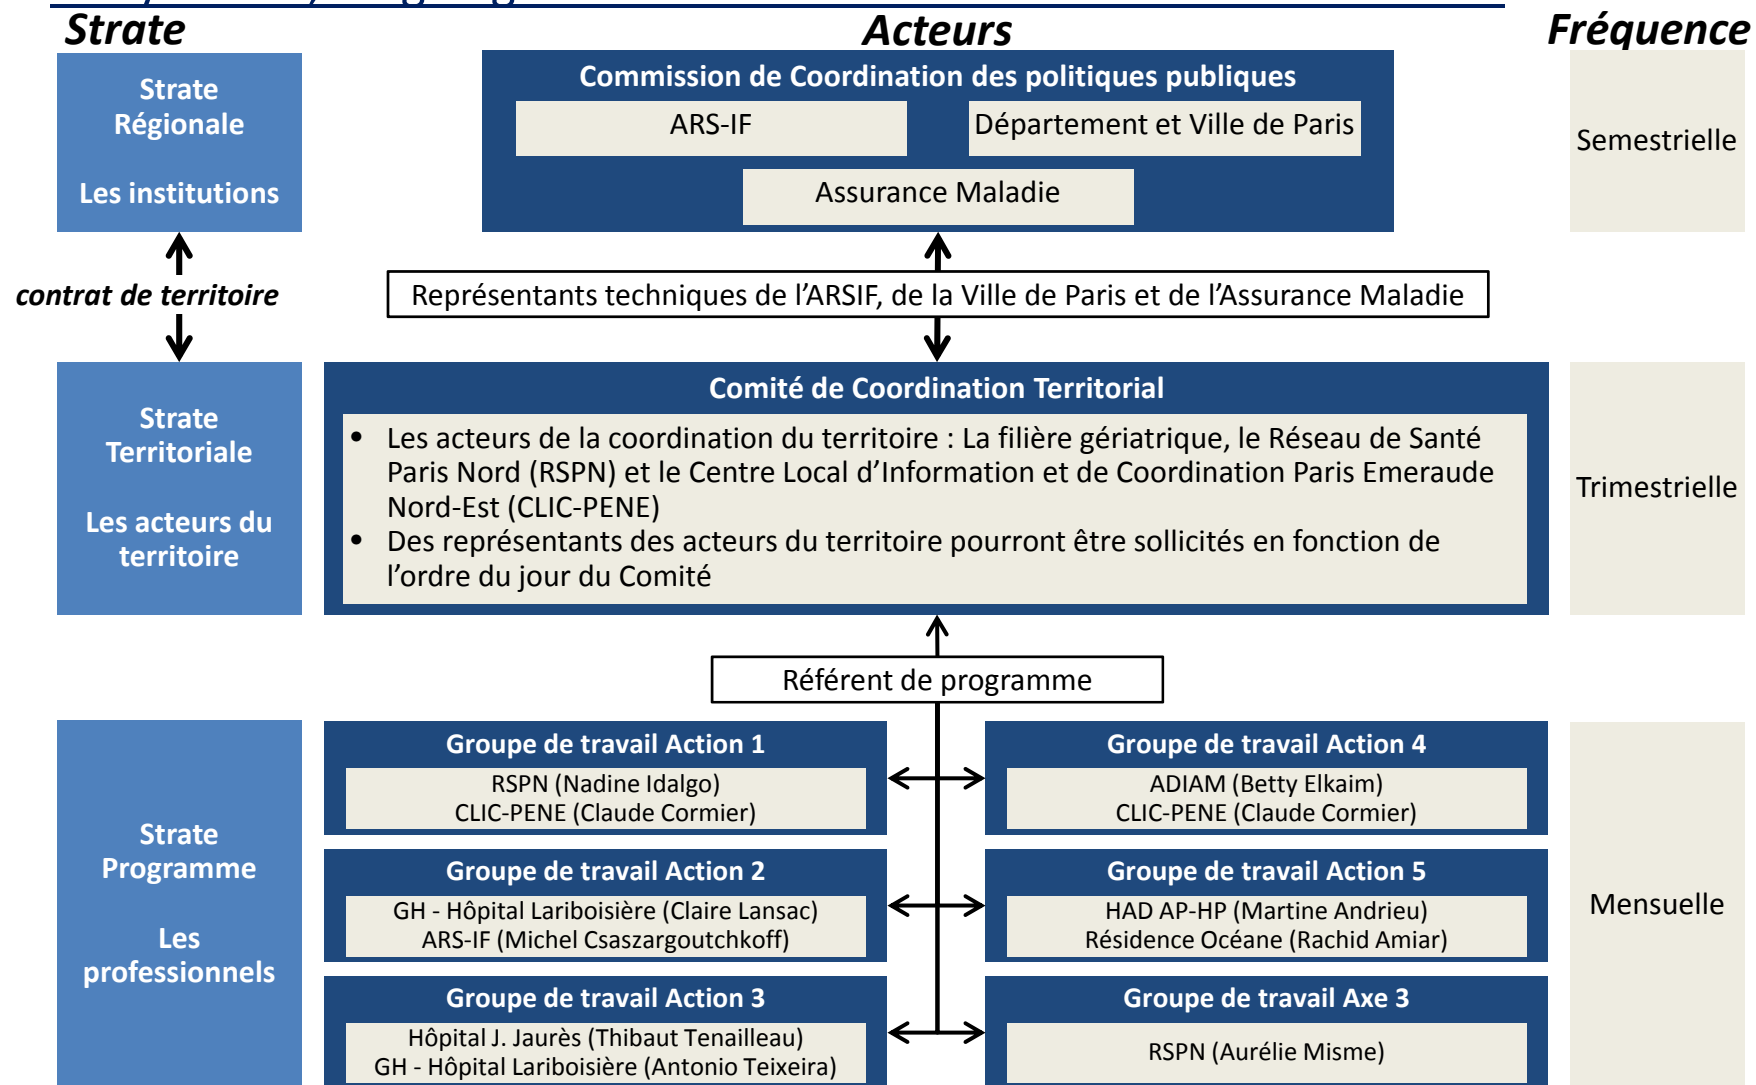 Strate
Acteurs
Fréquence
Strate
Régionale
Les institutions
Commission de Coordination des politiques publiques
ARS-IF
Département et Ville de Paris
Assurance Maladie
Semestrielle
contrat de territoire
Représentants techniques de l’ARSIF, de la Ville de Paris et de l’Assurance Maladie
Strate
Territoriale
Les acteurs du
territoire
Comité de Coordination Territorial
• Les acteurs de la coordination du territoire : La filière gériatrique, le Réseau de Santé
Paris Nord (RSPN) et le Centre Local d’Information et de Coordination Paris Emeraude
Nord-Est (CLIC-PENE)
• Des représentants des acteurs du territoire pourront être sollicités en fonction de
l’ordre du jour du Comité
Trimestrielle
Référent de programme
Strate
Programme
Les
professionnels
Groupe de travail Action 1
RSPN (Nadine Idalgo)
CLIC-PENE (Claude Cormier)
Groupe de travail Action 4
ADIAM (Betty Elkaim)
CLIC-PENE (Claude Cormier)
Groupe de travail Action 2
GH - Hôpital Lariboisière (Claire Lansac)
ARS-IF (Michel Csaszargoutchkoff)
Groupe de travail Action 5
HAD AP-HP (Martine Andrieu)
Résidence Océane (Rachid Amiar)
Groupe de travail Action 3
Hôpital J. Jaurès (Thibaut Tenailleau)
GH - Hôpital Lariboisière (Antonio Teixeira)
Groupe de travail Axe 3
RSPN (Aurélie Misme)
Mensuelle